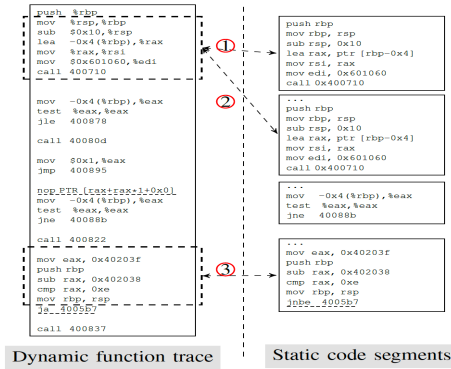 push %rbp
mov %rsp,%rbp
sub $0x10,%rsp
lea -0x4(%rbp),%rax
mov %rax,%rsi
mov $0x601060,%edi
call 400710
mov -0x4(%rbp),%eax
test %eax,%eax
jle 400878
call 40080d
mov $0x1,%eax
jmp 400895
nop PTR [rax+rax*1+0x0]
mov -0x4(%rbp),%eax
test %eax,%eax
jne 40088b
call 400822
mov eax, 0x40203f
push rbp
sub rax, 0x402038
cmp rax, 0xe
mov rbp, rsp
ja 4005b7
call 400837
Dynamic function trace
1
2
3
push rbp
mov rbp, rsp
sub rsp, 0x10
lea rax, ptr [rbp-0x4]
mov rsi, rax
mov edi, 0x601060
call 0x400710
...
push rbp
mov rbp, rsp
sub rsp, 0x10
lea rax, ptr [rbp-0x4]
mov rsi, rax
mov edi, 0x601060
call 0x400710
...
mov -0x4(%rbp),%eax
test %eax,%eax
jne 40088b
...
mov eax, 0x40203f
push rbp
sub rax, 0x402038
cmp rax, 0xe
mov rbp, rsp
jnbe 4005b7
Static code segments